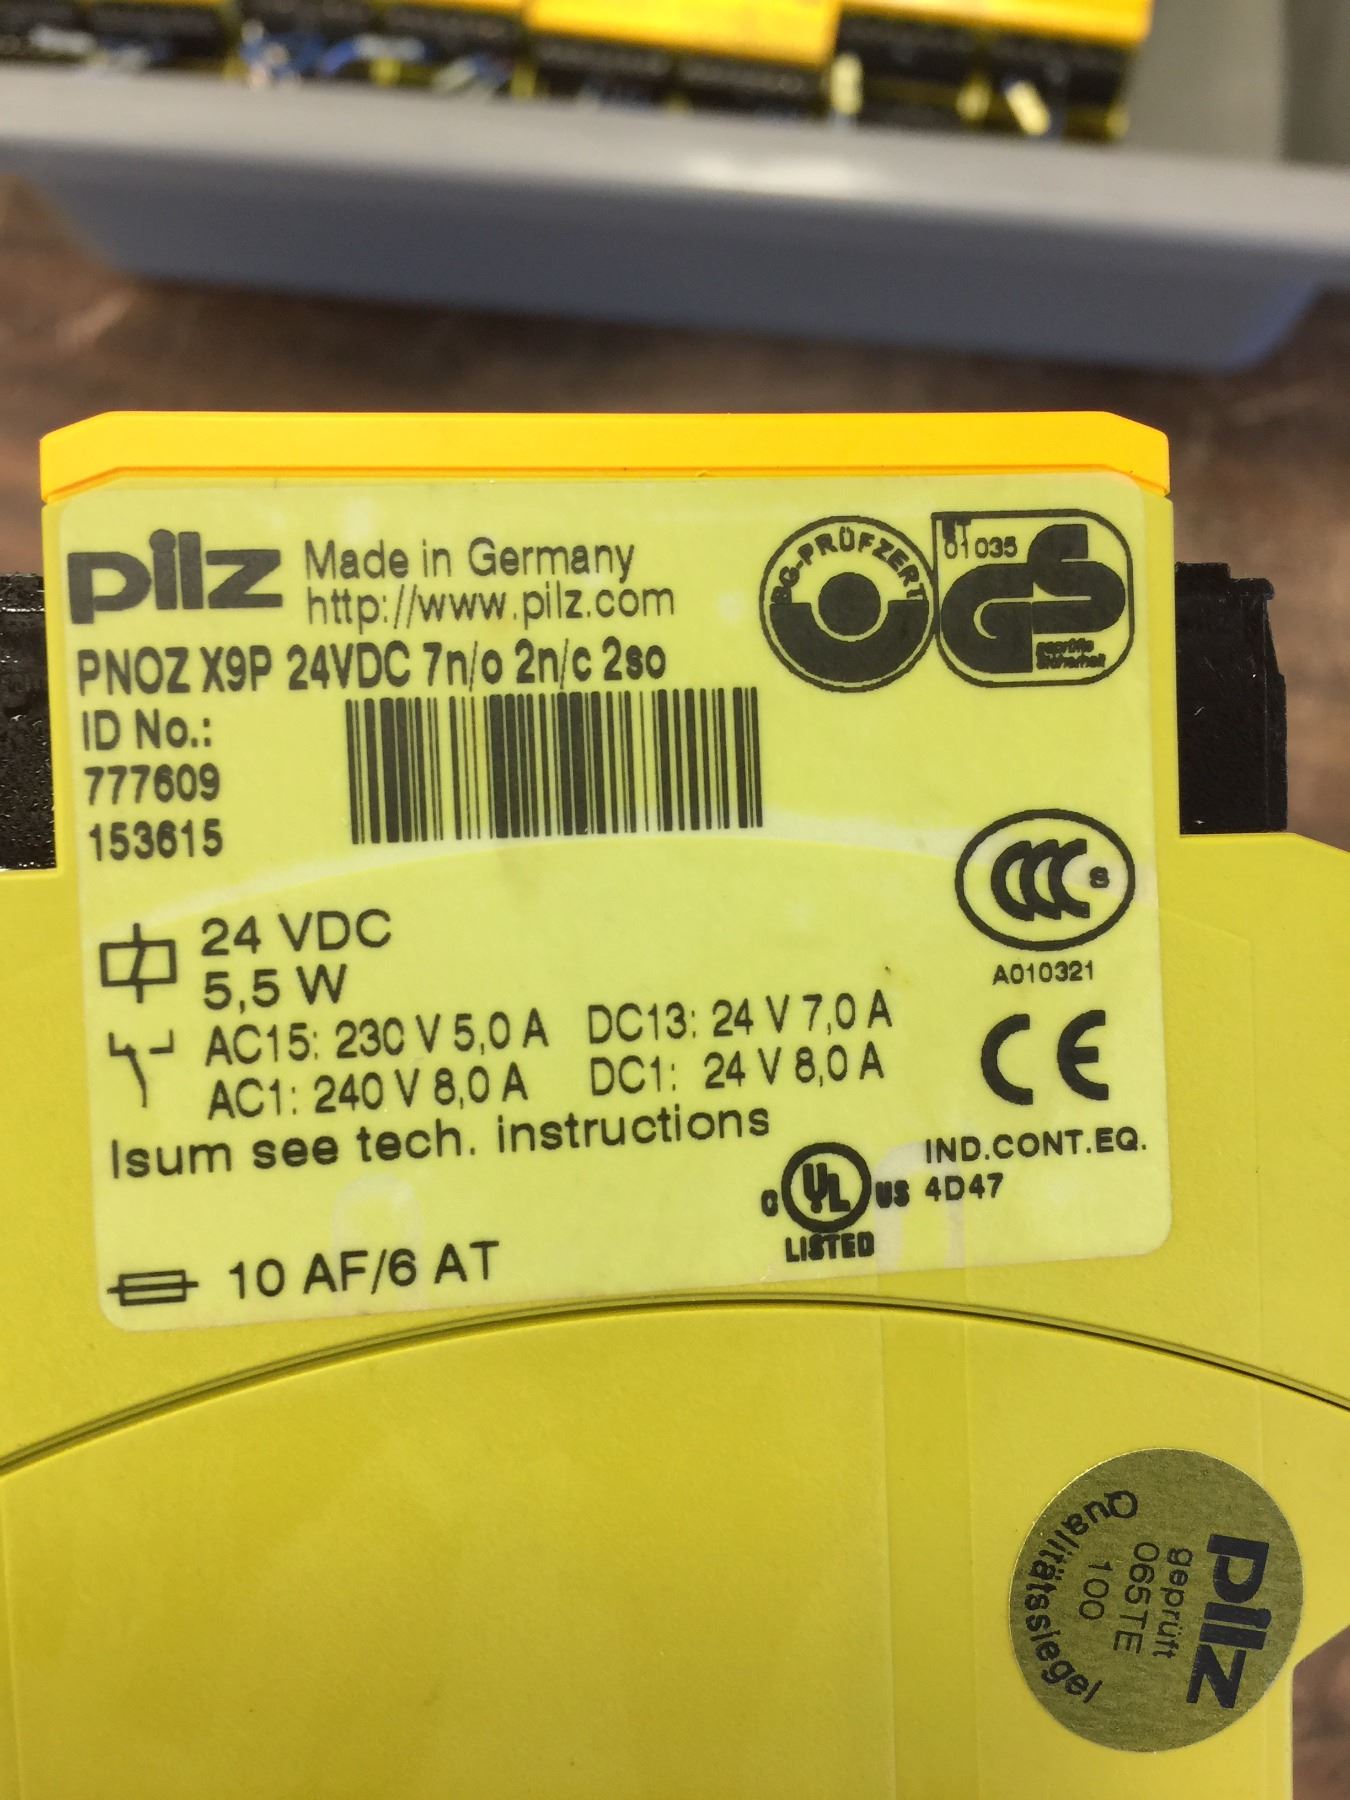 pilz Made in Germany
http://www.pilz.com
PNOZ X9P 24VDC 7n/o 2n/c 2so
ID No.:
777609
153615
BG-PRÜFZERT
ET
01035
GS
geprüfte
Sicherheit
CCC S
A010321
24 VDC
5,5 W
AC15: 230 V 5,0 A DC13: 24 V 7,0 A
AC1: 240 V 8,0 A DC1: 24 V 8,0 A
Isum see tech. instructions
CE
C UL US
LISTED
IND.CONT.EQ.
4D47
10 AF/6 AT
pilz
geprüft
065TE
100
Qualitätssiegel